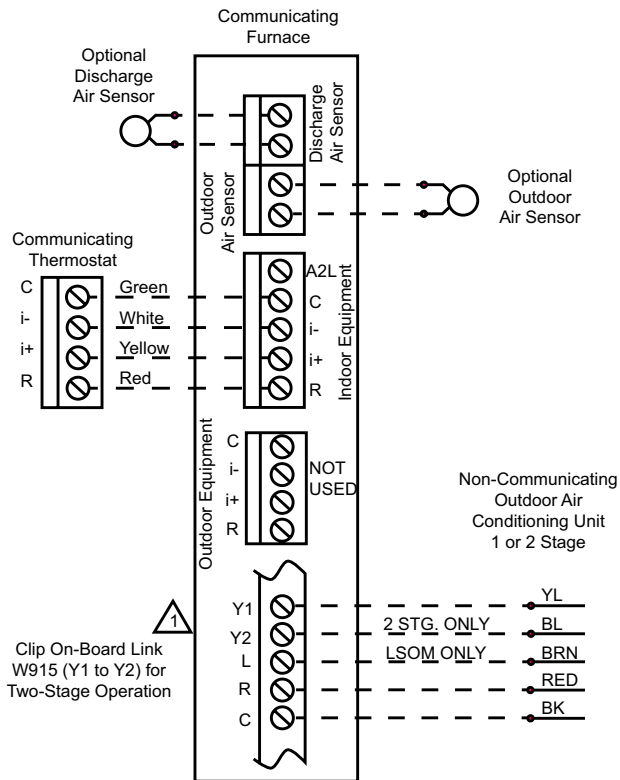 Communicating
Furnace
Optional
Discharge
Air Sensor
Discharge
Air Sensor
Outdoor
Air Sensor
Optional
Outdoor
Air Sensor
Communicating
Thermostat
C
i-
i+
R
Green
White
Yellow
Red
A2L
C
i-
i+
R
Indoor Equipment
Outdoor Equipment
C
i-
i+
R
NOT
USED
Non-Communicating
Outdoor Air
Conditioning Unit
1 or 2 Stage
1
Clip On-Board Link
W915 (Y1 to Y2) for
Two-Stage Operation
Y1
Y2
L
R
C
2 STG. ONLY
LSOM ONLY
YL
BL
BRN
RED
BK